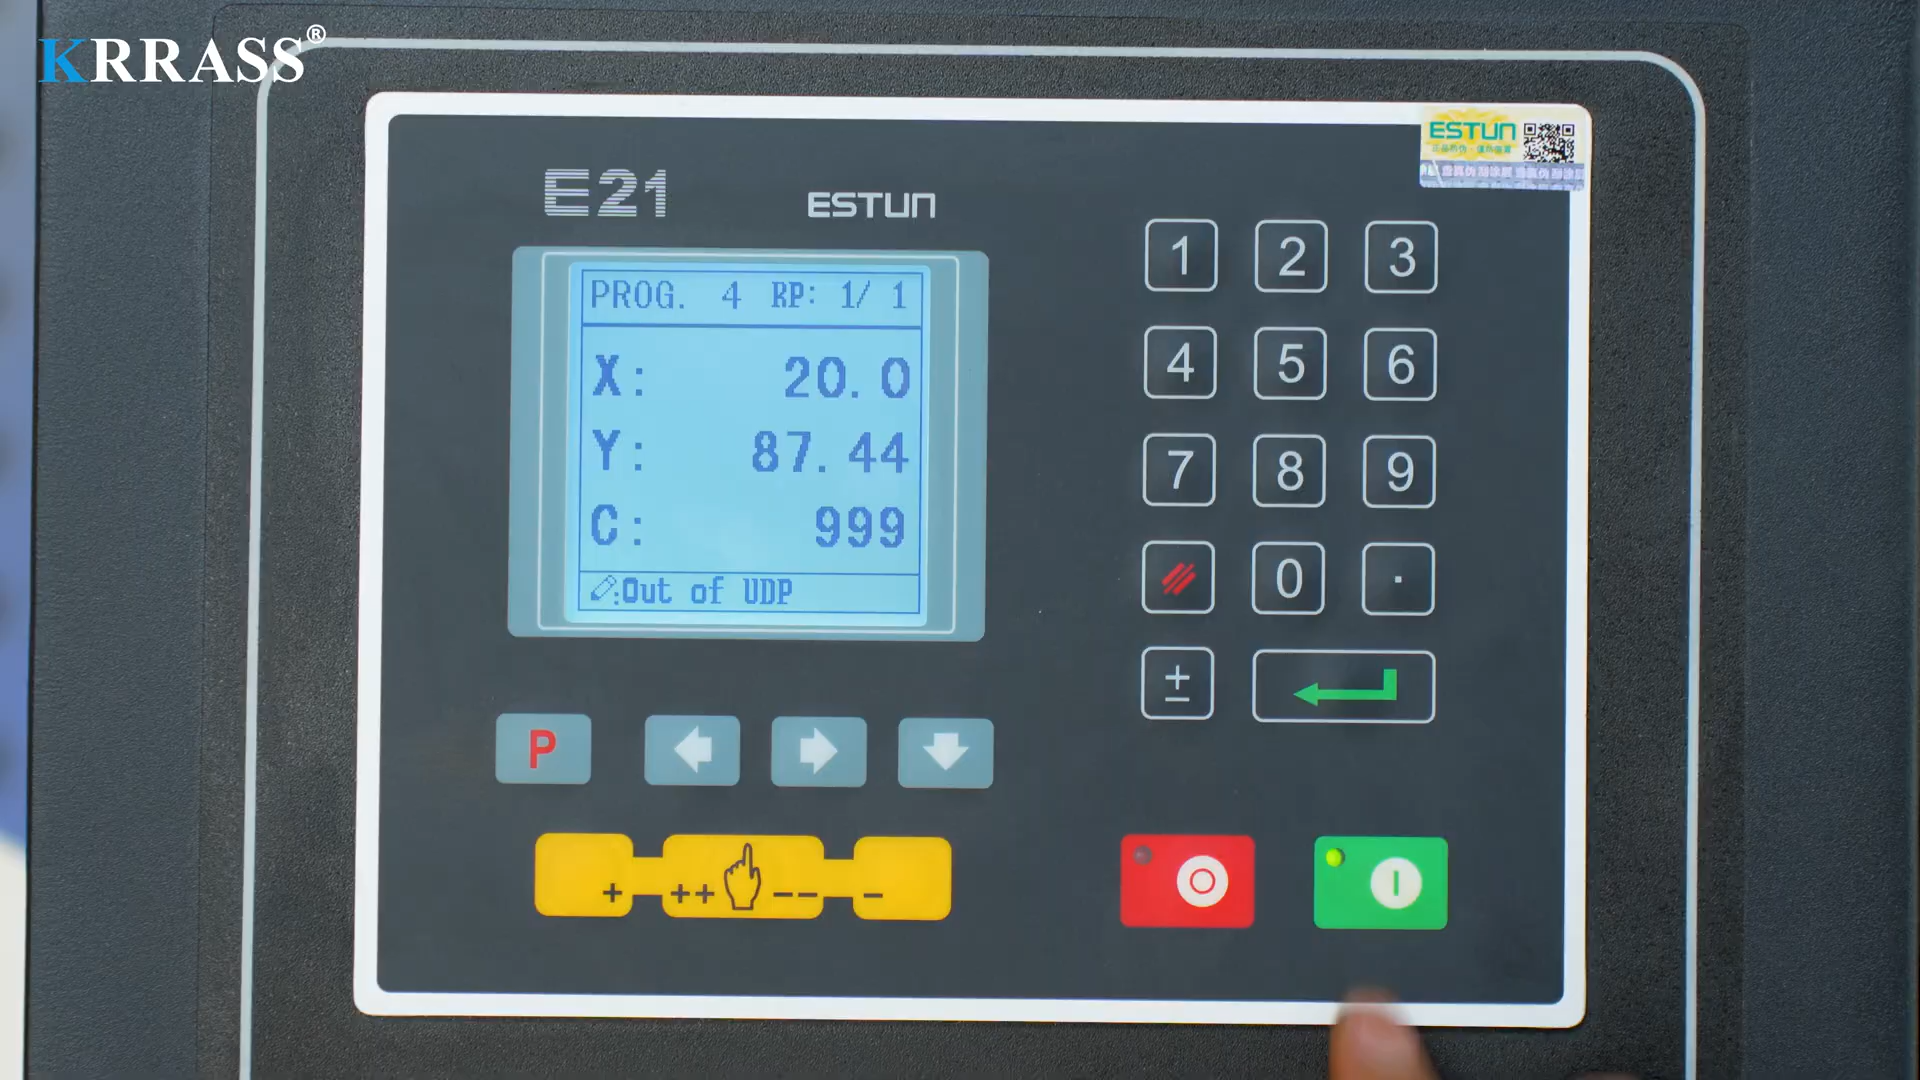 KRRASS®
ESTUN
E21
ESTUN
PROG. 4 RP: 1/ 1
X: 20.0
Y: 87.44
C: 999
:Out of UDP
1 2 3
4 5 6
7 8 9
0 .
±
P
+ ++ -- -